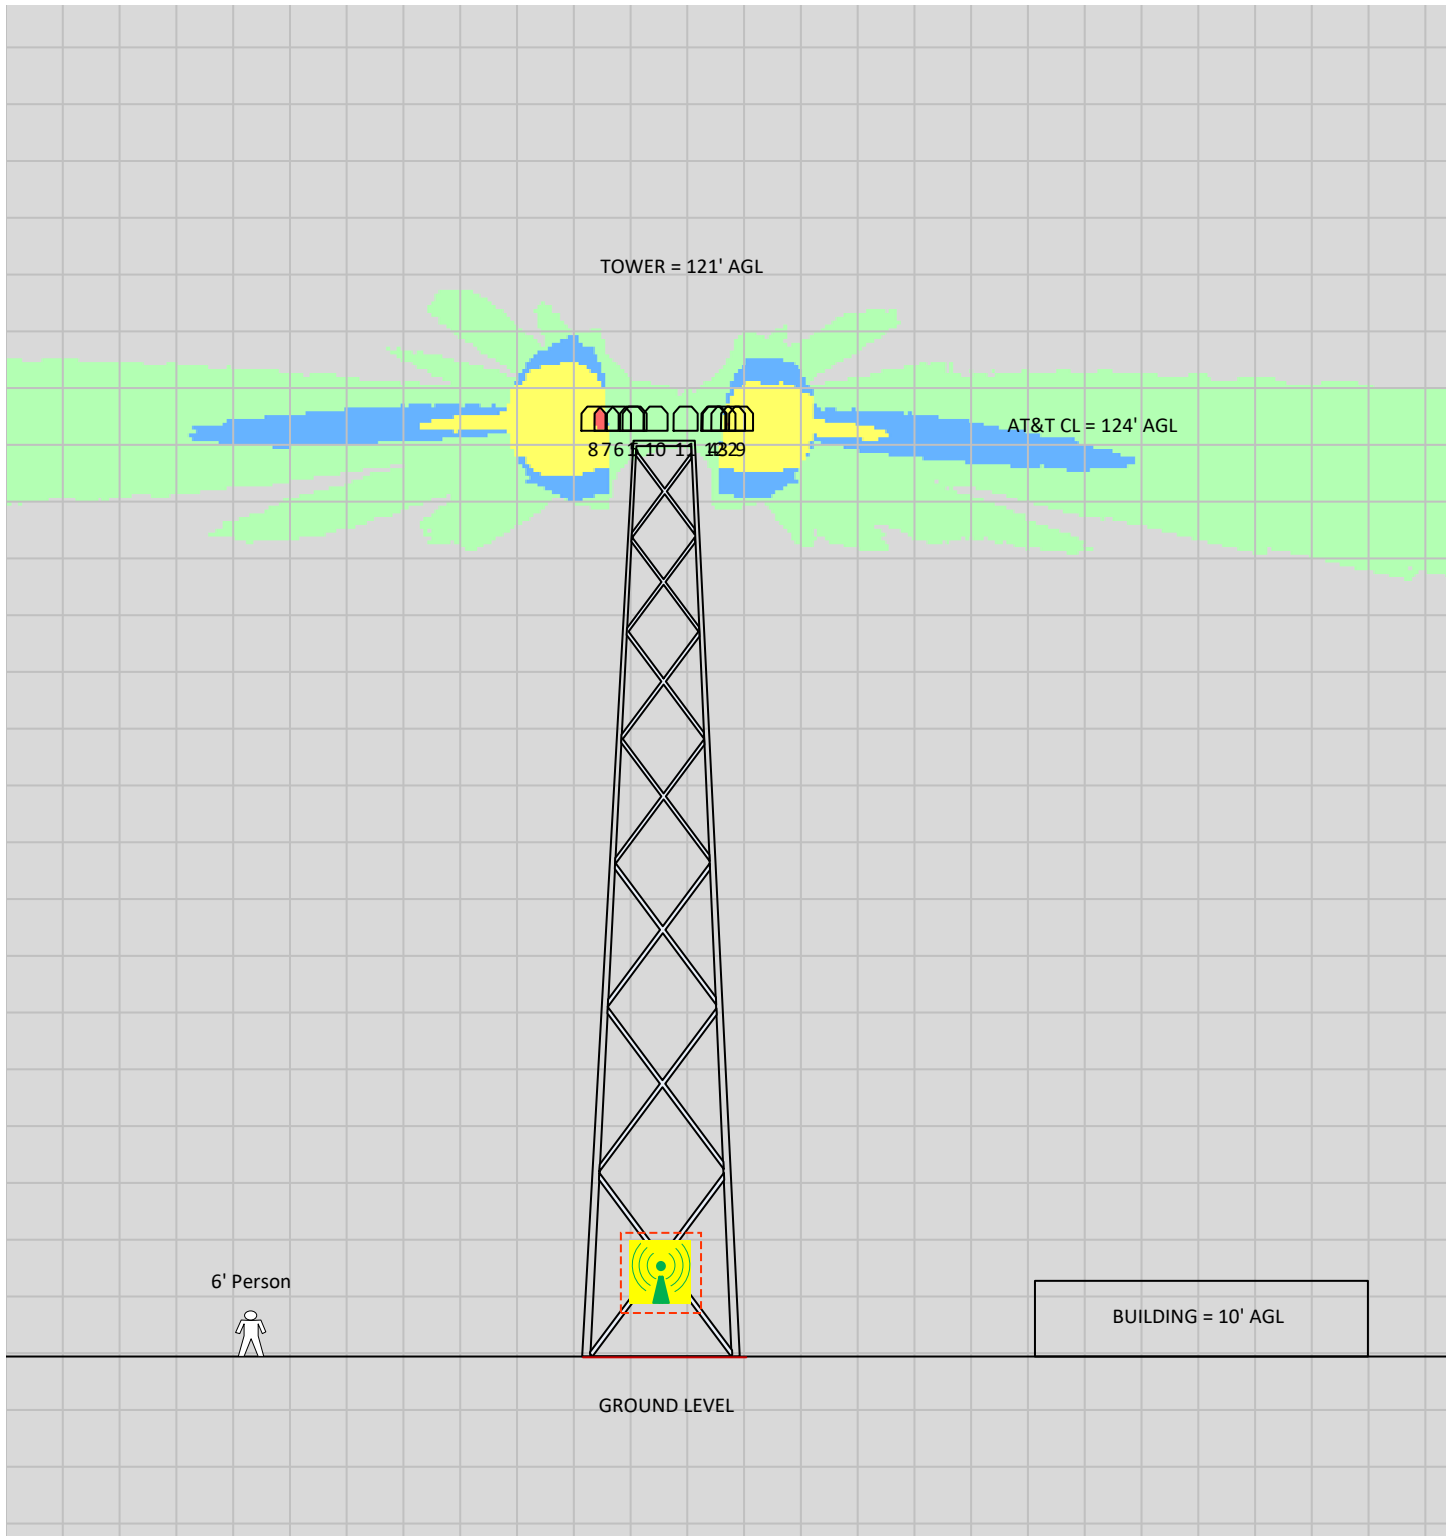 TOWER = 121' AGL
AT&T CL = 124' AGL
8 7 6 10 11 9
6' Person
BUILDING = 10' AGL
GROUND LEVEL